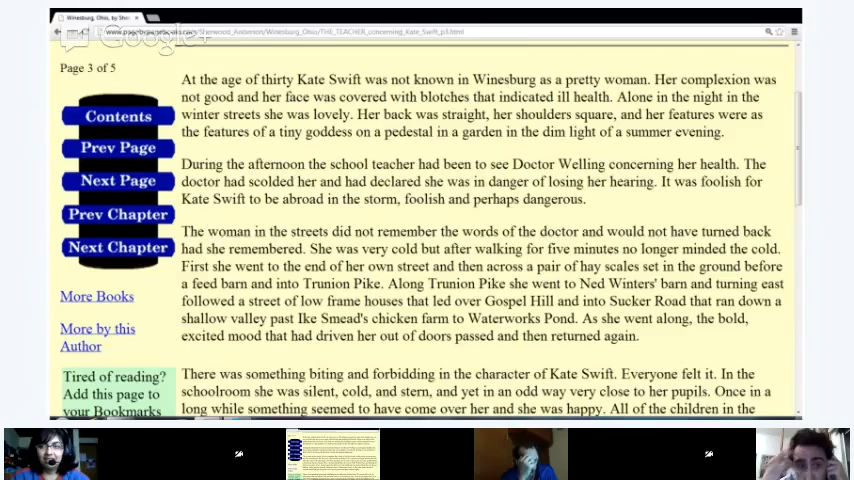 Winesburg, Ohio, by Sher
Google+
Sherwood_Anderson/Winesburg_Ohio/THE_TEACHER_concerning_Kate_Swift_p3.html
Page 3 of 5
Contents
Prev Page
Next Page
Prev Chapter
Next Chapter
More Books
More by this
Author
Tired of reading?
Add this page to
your Bookmarks
At the age of thirty Kate Swift was not known in Winesburg as a pretty woman. Her complexion was
not good and her face was covered with blotches that indicated ill health. Alone in the night in the
winter streets she was lovely. Her back was straight, her shoulders square, and her features were as
the features of a tiny goddess on a pedestal in a garden in the dim light of a summer evening.
During the afternoon the school teacher had been to see Doctor Welling concerning her health. The
doctor had scolded her and had declared she was in danger of losing her hearing. It was foolish for
Kate Swift to be abroad in the storm, foolish and perhaps dangerous.
The woman in the streets did not remember the words of the doctor and would not have turned back
had she remembered. She was very cold but after walking for five minutes no longer minded the cold.
First she went to the end of her own street and then across a pair of hay scales set in the ground before
a feed barn and into Trunion Pike. Along Trunion Pike she went to Ned Winters' barn and turning east
followed a street of low frame houses that led over Gospel Hill and into Sucker Road that ran down a
shallow valley past Ike Smead's chicken farm to Waterworks Pond. As she went along, the bold,
excited mood that had driven her out of doors passed and then returned again.
There was something biting and forbidding in the character of Kate Swift. Everyone felt it. In the
schoolroom she was silent, cold, and stern, and yet in an odd way very close to her pupils. Once in a
long while something seemed to have come over her and she was happy. All of the children in the